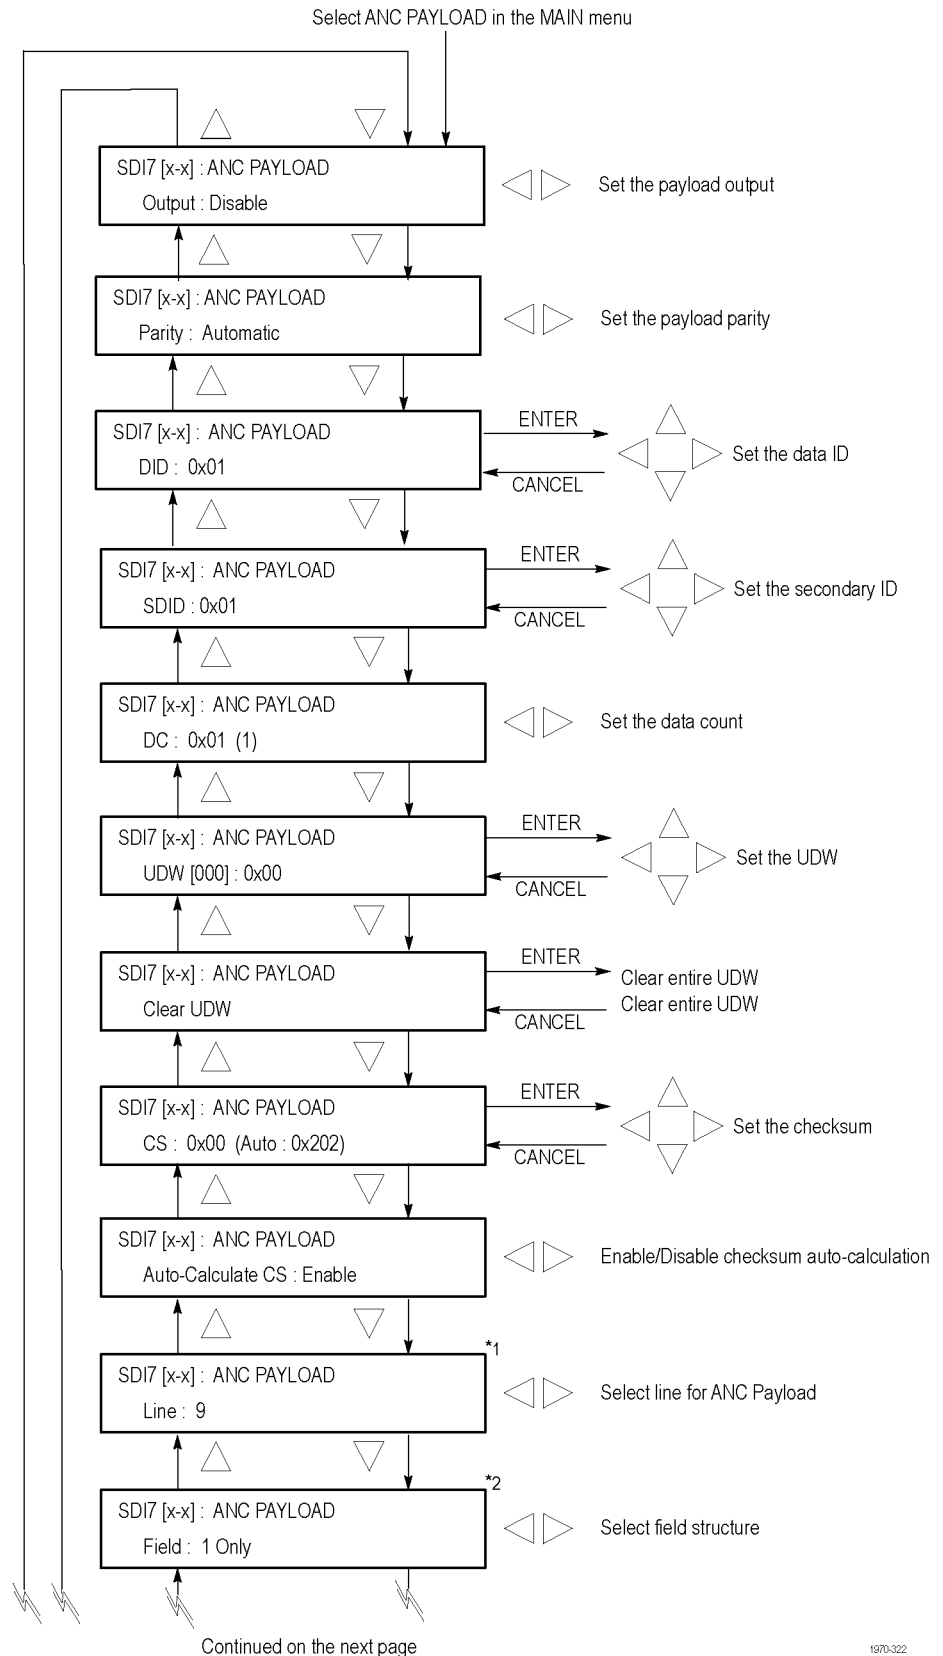 Select ANC PAYLOAD in the MAIN menu
SDI7 [x-x] : ANC PAYLOAD
Output : Disable
Set the payload output
SDI7 [x-x] : ANC PAYLOAD
Parity : Automatic
Set the payload parity
SDI7 [x-x] : ANC PAYLOAD
DID : 0x01
ENTER
CANCEL
Set the data ID
SDI7 [x-x] : ANC PAYLOAD
SDID : 0x01
ENTER
CANCEL
Set the secondary ID
SDI7 [x-x] : ANC PAYLOAD
DC : 0x01 (1)
Set the data count
SDI7 [x-x] : ANC PAYLOAD
UDW [000] : 0x00
ENTER
CANCEL
Set the UDW
SDI7 [x-x] : ANC PAYLOAD
Clear UDW
ENTER
CANCEL
Clear entire UDW
Clear entire UDW
SDI7 [x-x] : ANC PAYLOAD
CS : 0x00 (Auto : 0x202)
ENTER
CANCEL
Set the checksum
SDI7 [x-x] : ANC PAYLOAD
Auto-Calculate CS : Enable
Enable/Disable checksum auto-calculation
*1
SDI7 [x-x] : ANC PAYLOAD
Line : 9
Select line for ANC Payload
*2
SDI7 [x-x] : ANC PAYLOAD
Field : 1 Only
Select field structure
Continued on the next page
1970-322